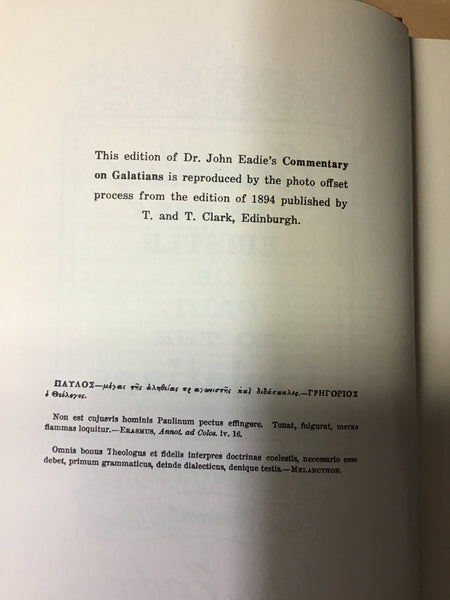 This edition of Dr. John Eadie's Commentary
on Galatians is reproduced by the photo offset
process from the edition of 1894 published by
T. and T. Clark, Edinburgh.
ΠΑΥΛΟΣ—μέγας τῆς ἀληθείας πρ αγωνιστὴς καὶ διδάσκαλος.—ΓΡΗΓΟΡΙΟΣ
ὁ Θεόλογος.
Non est cujusvis hominis Paulinum pectus effingere. Tonat, fulgurat, meras
flammas loquitur.—ERASMUS, Annot. ad Colos. iv. 16.
Omnis bonus Theologus et fidelis interpres doctrinae coelestis, necessario esse
debet, primum grammaticus, deinde dialecticus, denique testis.—MELANCTHON.